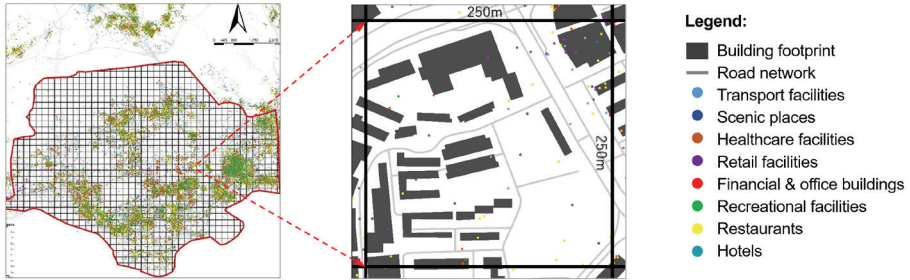 250m
250m
Legend:
Building footprint
Road network
Transport facilities
Scenic places
Healthcare facilities
Retail facilities
Financial & office buildings
Recreational facilities
Restaurants
Hotels